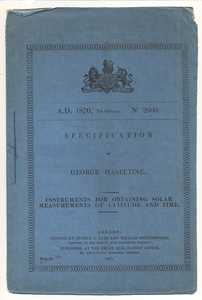 A.D. 1870,
SPECIFICATION
OF
GEORGE HASELTINE.
INSTRUMENTS FOR OBTAINING SOLAR
MEASUREMENTS OF LATITUDE AND TIME.
LONDON:
PRINTED BY GEORGE E. EYRE AND WILLIAM SPOTTISWOODE,
PUBLISHED AT THE GREAT SEAL PATENT OFFICE,